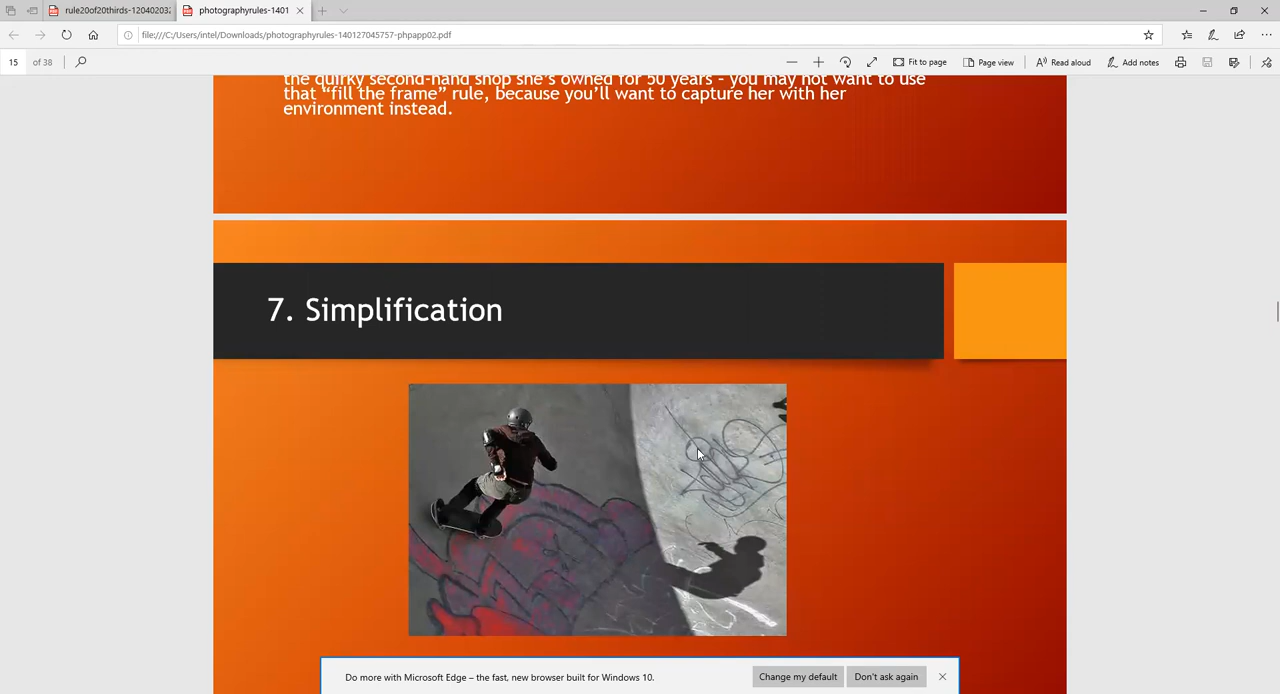 rule20of20thirds-120402032
photographyrules-1401
file:///C:/Users/intel/Downloads/photographyrules-140127045757-phpapp02.pdf
15 of 38
Fit to page
Page view
Read aloud
Add notes
the quirky second-hand shop she's owned for 50 years – you may not want to use
that “fill the frame” rule, because you'll want to capture her with her
environment instead.
7. Simplification
Do more with Microsoft Edge – the fast, new browser built for Windows 10.
Change my default
Don't ask again